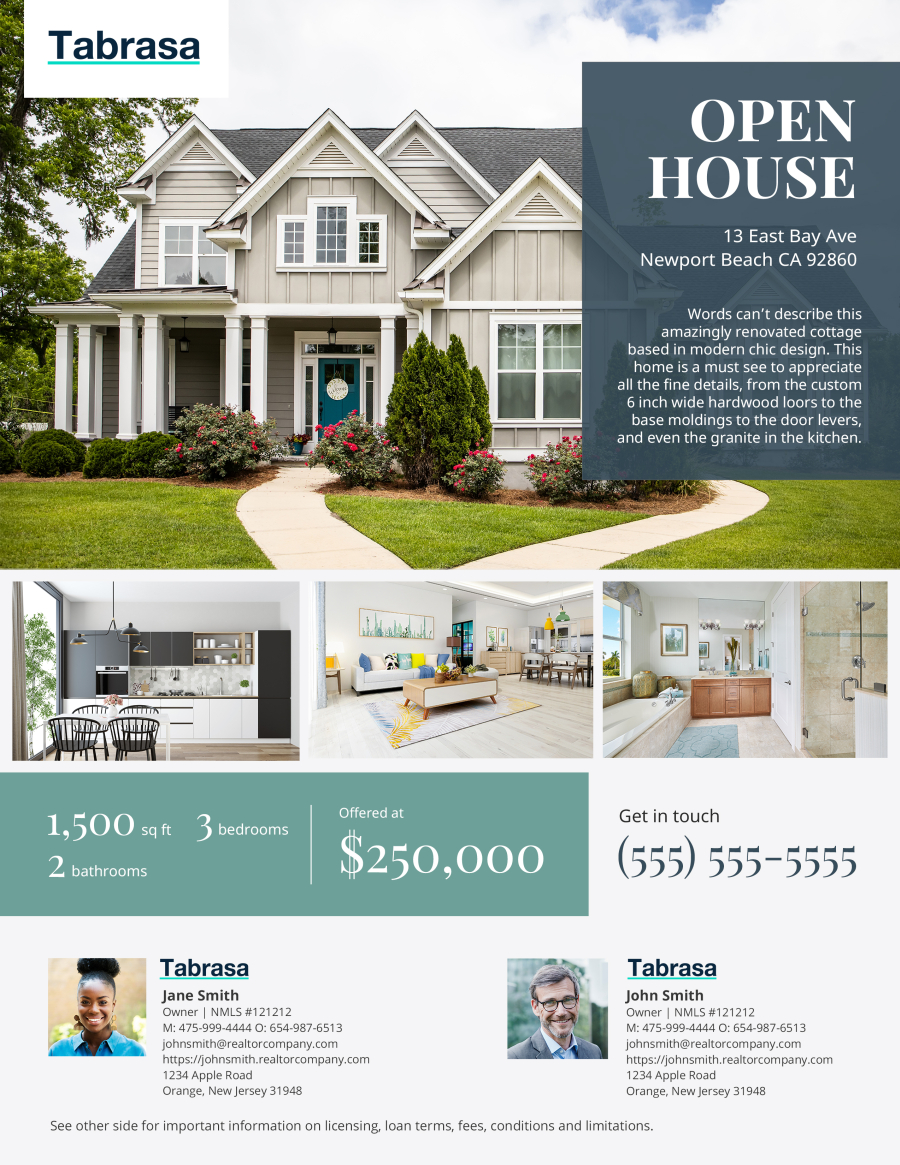 Tabrasa
OPEN
HOUSE
13 East Bay Ave
Newport Beach CA 92860
Words can't describe this
amazingly renovated cottage
based in modern chic design. This
home is a must see to appreciate
all the fine details, from the custom
6 inch wide hardwood loors to the
base moldings to the door levers,
and even the granite in the kitchen.
1,500 sq ft 3 bedrooms
2 bathrooms
Offered at
$250,000
Get in touch
(555) 555-5555
Tabrasa
Jane Smith
Owner | NMLS #121212
M: 475-999-4444 O: 654-987-6513
johnsmith@realtorcompany.com
https://johnsmith.realtorcompany.com
1234 Apple Road
Orange, New Jersey 31948
Tabrasa
John Smith
Owner | NMLS #121212
M: 475-999-4444 O: 654-987-6513
johnsmith@realtorcompany.com
https://johnsmith.realtorcompany.com
1234 Apple Road
Orange, New Jersey 31948
See other side for important information on licensing, loan terms, fees, conditions and limitations.